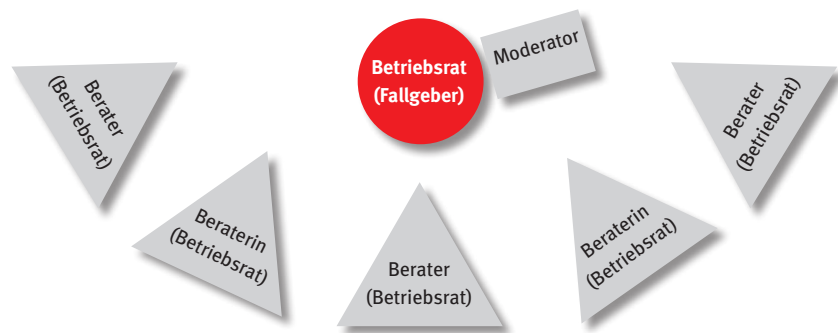 Betriebsrat
(Fallgeber)
Moderator
Berater
(Betriebsrat)
Beraterin
(Betriebsrat)
Berater
(Betriebsrat)
Beraterin
(Betriebsrat)
Berater
(Betriebsrat)